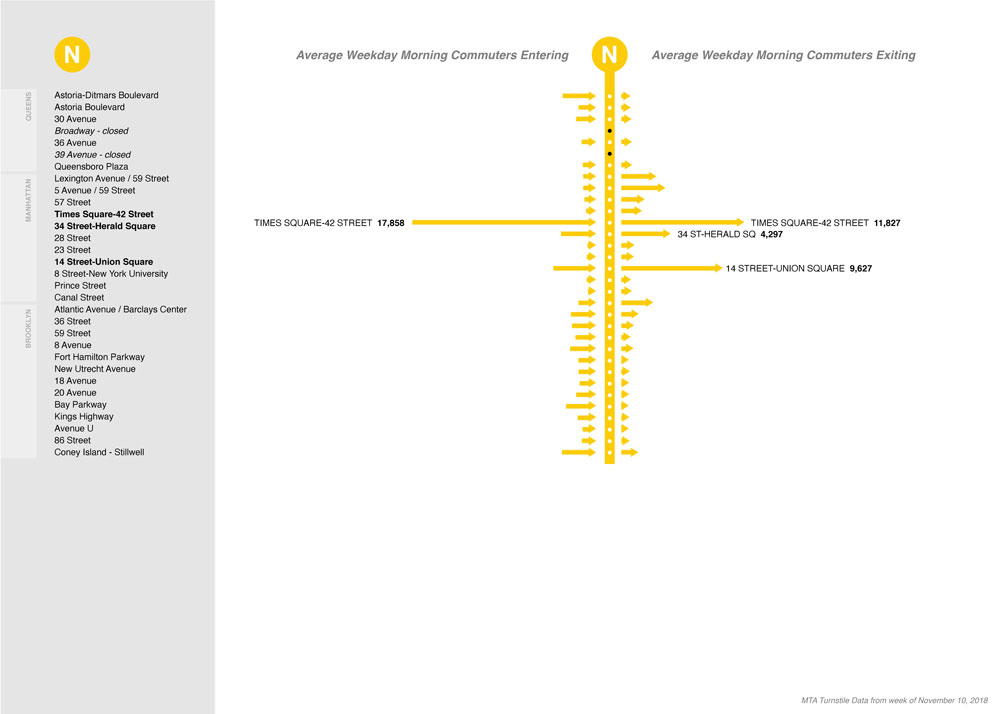 N
QUEENS
Astoria-Ditmars Boulevard
Astoria Boulevard
30 Avenue
Broadway - closed
36 Avenue
39 Avenue - closed
Queensboro Plaza
MANHATTAN
Lexington Avenue / 59 Street
5 Avenue / 59 Street
57 Street
Times Square-42 Street
34 Street-Herald Square
28 Street
23 Street
14 Street-Union Square
8 Street-New York University
Prince Street
Canal Street
BROOKLYN
Atlantic Avenue / Barclays Center
36 Street
59 Street
8 Avenue
Fort Hamilton Parkway
New Utrecht Avenue
18 Avenue
20 Avenue
Bay Parkway
Kings Highway
Avenue U
86 Street
Coney Island - Stillwell
Average Weekday Morning Commuters Entering
N
Average Weekday Morning Commuters Exiting
TIMES SQUARE-42 STREET 17,858
TIMES SQUARE-42 STREET 11,827
34 ST-HERALD SQ 4,297
14 STREET-UNION SQUARE 9,627
MTA Turnstile Data from week of November 10, 2018